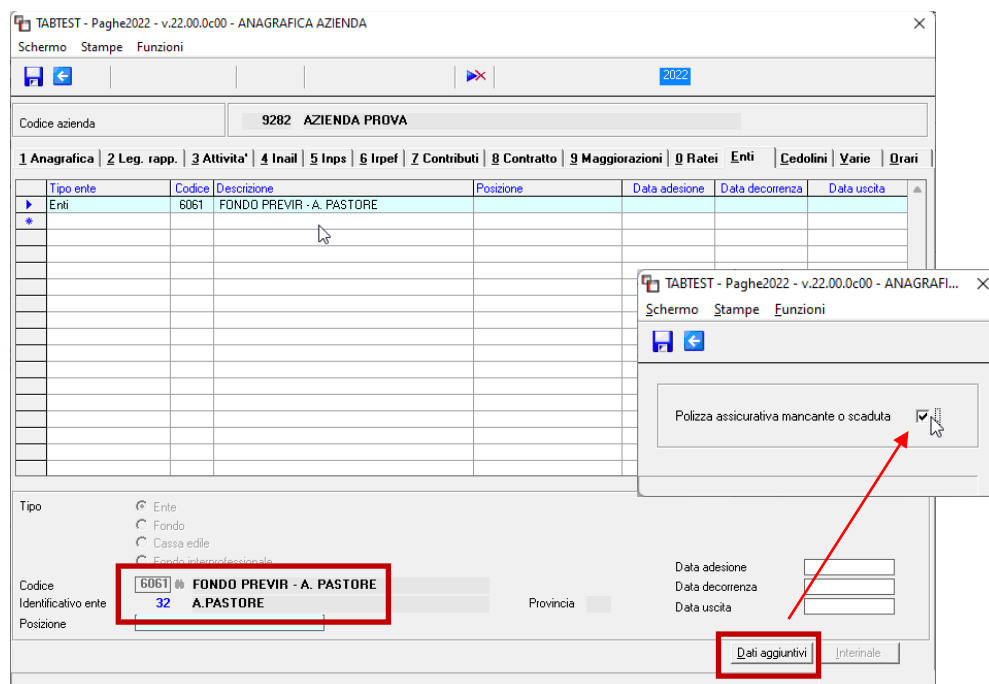 TABTEST - Paghe2022 - v.22.00.0c00 - ANAGRAFICA AZIENDA
Schermo Stampe Funzioni
2022
Codice azienda 9282 AZIENDA PROVA
1 Anagrafica 2 Leg. rapp. 3 Attivita' 4 Inail 5 Inps 6 Irpef 7 Contributi 8 Contratto 9 Maggiorazioni 0 Ratei Enti Cedolini Varie Orari
Tipo ente Codice Descrizione Posizione Data adesione Data decorrenza Data uscita
Enti 6061 FONDO PREVIR - A. PASTORE
TABTEST - Paghe2022 - v.22.00.0c00 - ANAGRAFI...
Schermo Stampe Funzioni
Polizza assicurativa mancante o scaduta
Tipo Ente
Fondo
Cassa edile
Fondo interprofessionale
Codice 6061 FONDO PREVIR - A. PASTORE
Identificativo ente 32 A.PASTORE Provincia
Posizione
Data adesione
Data decorrenza
Data uscita
Dati aggiuntivi Interinale